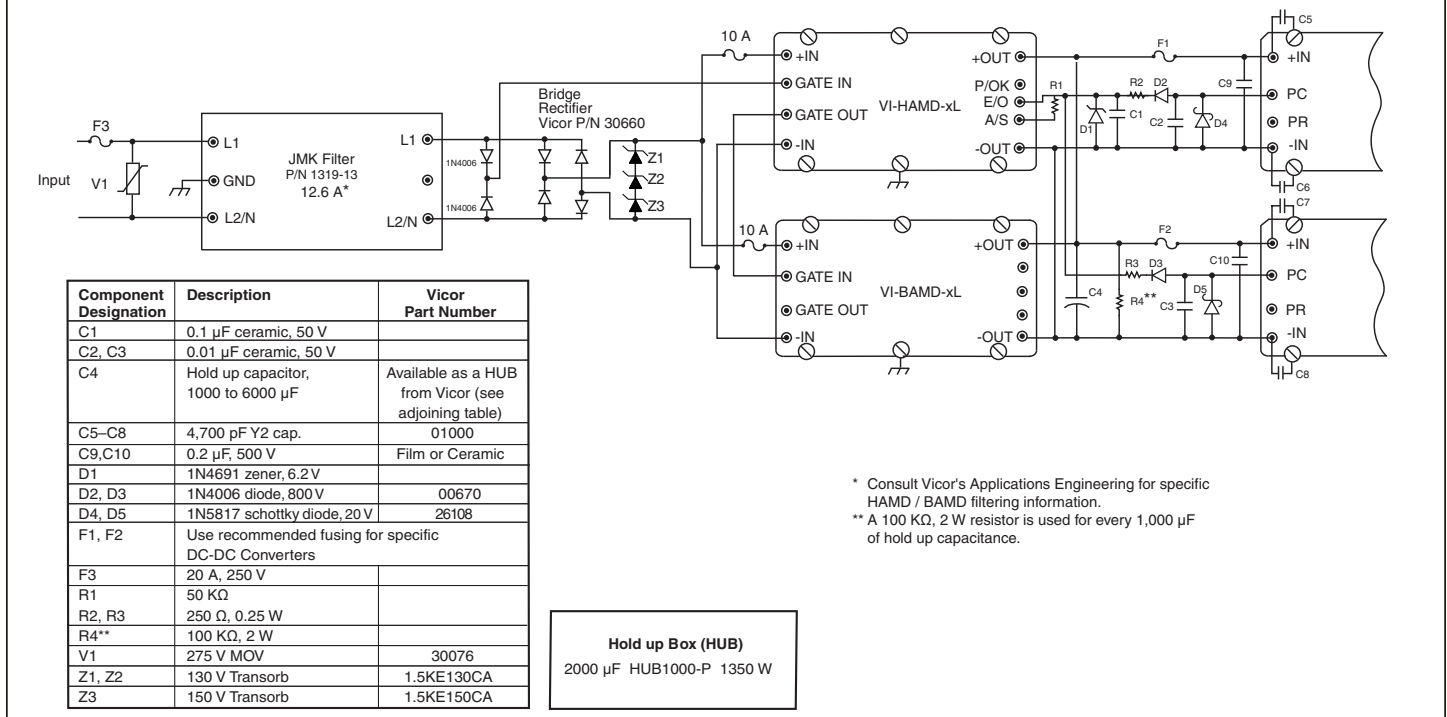 F3
Input
V1
L1
GND
L2/N
JMK Filter
P/N 1319-13
12.6 A*
L1
L2/N
1N4006
1N4006
Bridge
Rectifier
Vicor P/N 30660
Z1
Z2
Z3
10 A
+IN
GATE IN
GATE OUT
-IN
VI-HAMD-xL
+OUT
P/OK
E/O
A/S
-OUT
R1
D1
C1
R2
D2
C2
D4
F1
C9
C5
+IN
PC
PR
-IN
C6
10 A
+IN
GATE IN
GATE OUT
-IN
VI-BAMD-xL
+OUT
-OUT
C4
R3
D3
R4**
C3
D5
F2
C10
C7
+IN
PC
PR
-IN
C8
Component Designation Description Vicor Part Number
C1 0.1 µF ceramic, 50 V
C2, C3 0.01 µF ceramic, 50 V
C4 Hold up capacitor, Available as a HUB
1000 to 6000 µF from Vicor (see
adjoining table)
C5–C8 4,700 pF Y2 cap. 01000
C9,C10 0.2 µF, 500 V Film or Ceramic
D1 1N4691 zener, 6.2 V
D2, D3 1N4006 diode, 800 V 00670
D4, D5 1N5817 schottky diode, 20 V 26108
F1, F2 Use recommended fusing for specific
DC-DC Converters
F3 20 A, 250 V
R1 50 KΩ
R2, R3 250 Ω, 0.25 W
R4** 100 KΩ, 2 W
V1 275 V MOV 30076
Z1, Z2 130 V Transorb 1.5KE130CA
Z3 150 V Transorb 1.5KE150CA
Hold up Box (HUB)
2000 µF HUB1000-P 1350 W
* Consult Vicor's Applications Engineering for specific
HAMD / BAMD filtering information.
** A 100 KΩ, 2 W resistor is used for every 1,000 µF
of hold up capacitance.